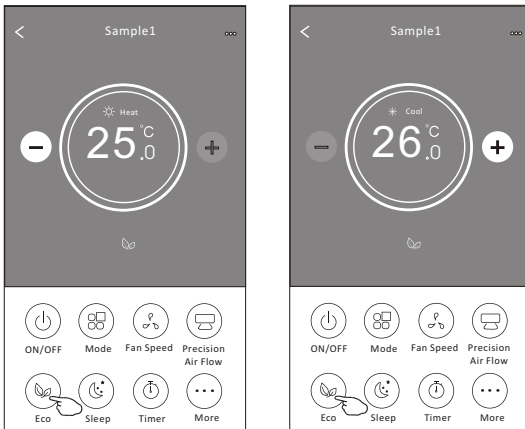 Sample1
Heat
25.0°C
ON/OFF Mode Fan Speed Precision Air Flow
Eco Sleep Timer More
Sample1
Cool
26.0°C
ON/OFF Mode Fan Speed Precision Air Flow
Eco Sleep Timer More